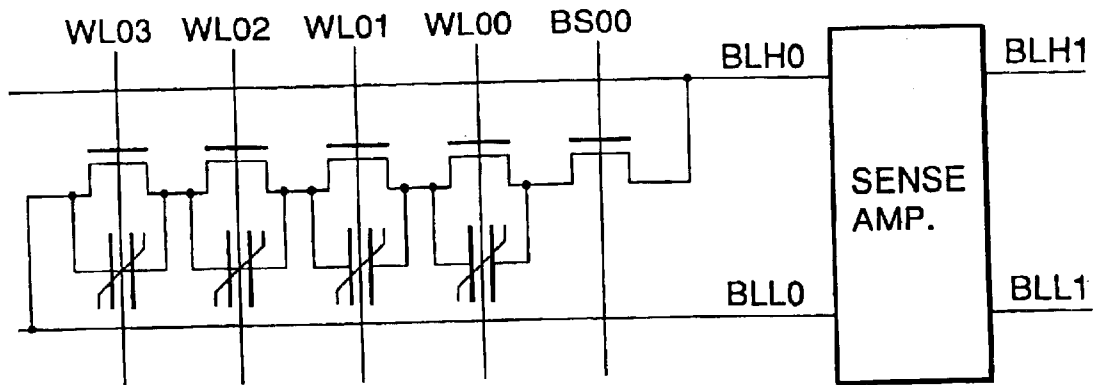 WL03 WL02 WL01 WL00 BS00
BLH0
BLH1
SENSE
AMP.
BLL0
BLL1